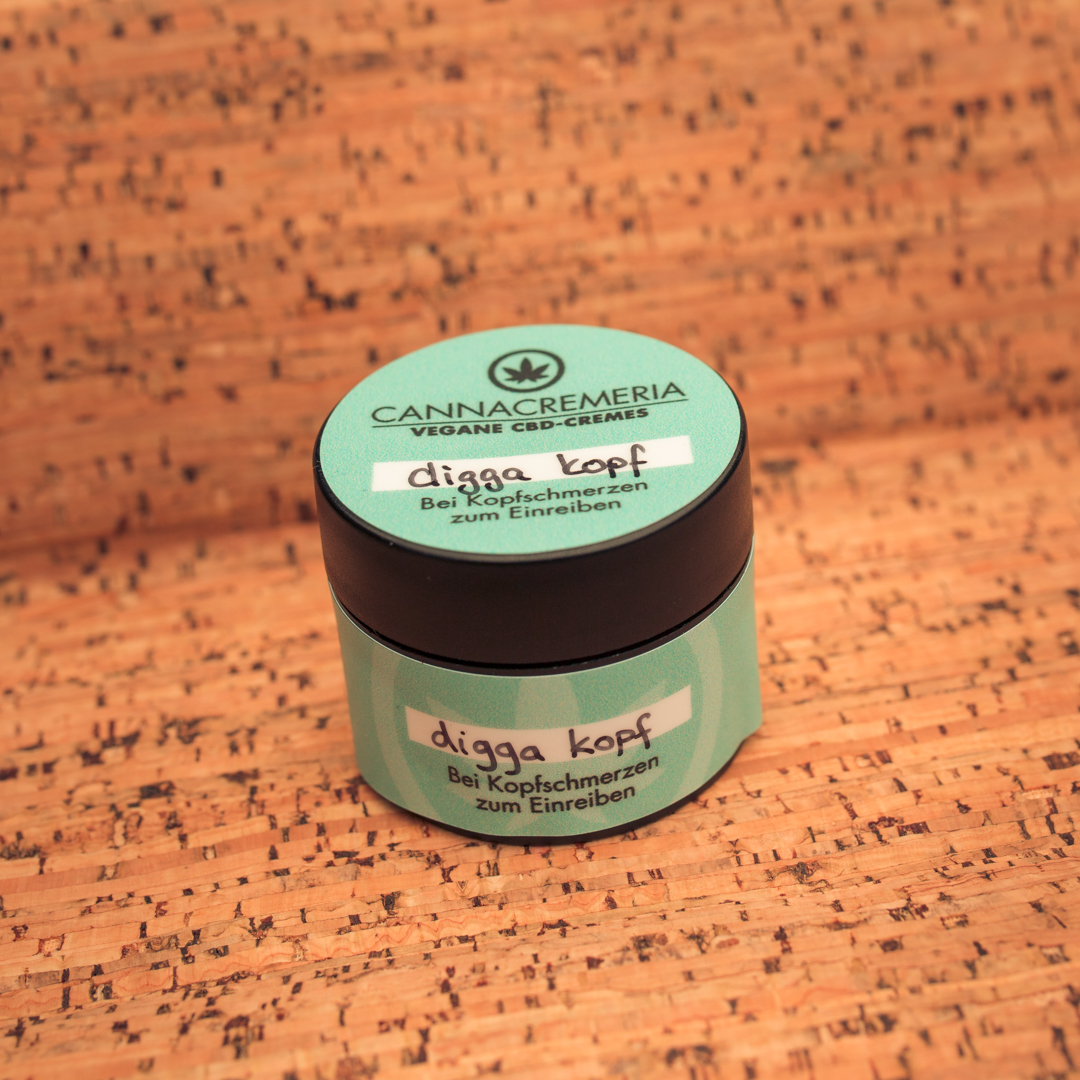 CANNACREMERIA
VEGANE CBD-CREMES
digga kopf
Bei Kopfschmerzen
zum Einreiben
digga kopf
Bei Kopfschmerzen
zum Einreiben